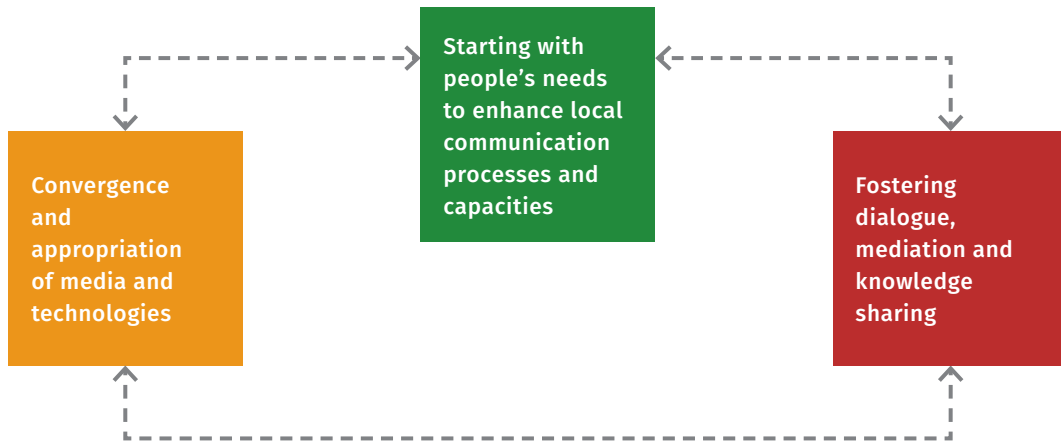 Starting with
people’s needs
to enhance local
communication
processes and
capacities
Convergence
and
appropriation
of media and
technologies
Fostering
dialogue,
mediation and
knowledge
sharing